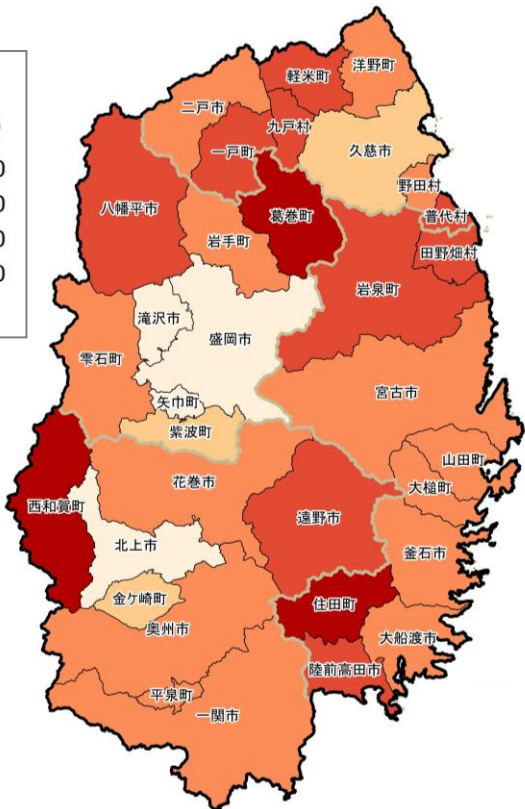 軽米町
洋野町
二戸市
九戸村
一戸町
久慈市
野田村
八幡平市
葛巻町
普代村
岩手町
田野畑村
岩泉町
滝沢市
盛岡市
雫石町
宮古市
矢巾町
紫波町
山田町
花巻市
大槌町
西和賀町
遠野市
北上市
釜石市
金ケ崎町
住田町
奥州市
大船渡市
陸前高田市
平泉町
一関市
0
0
0
0